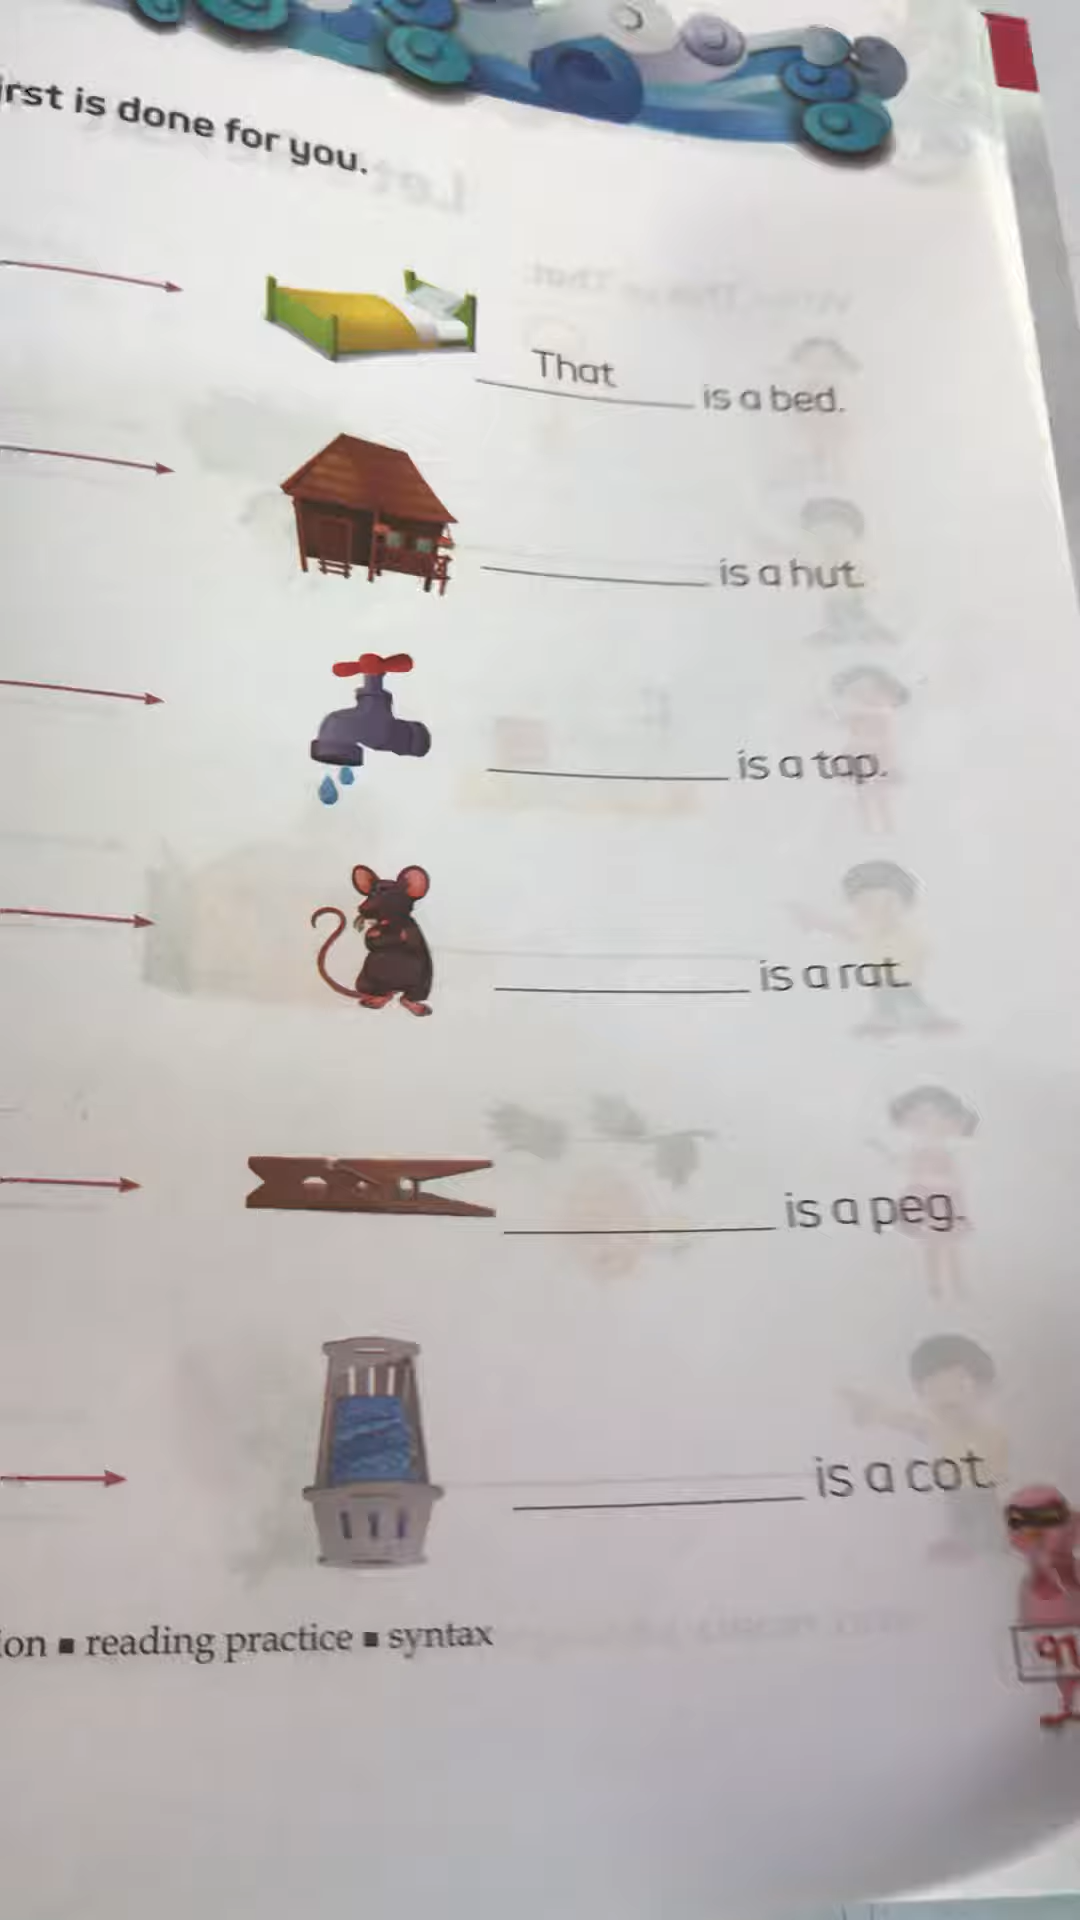 irst is done for you.
That is a bed.
is a hut.
is a tap.
is a rat.
is a peg.
is a cot.
ion ▪ reading practice ▪ syntax
91